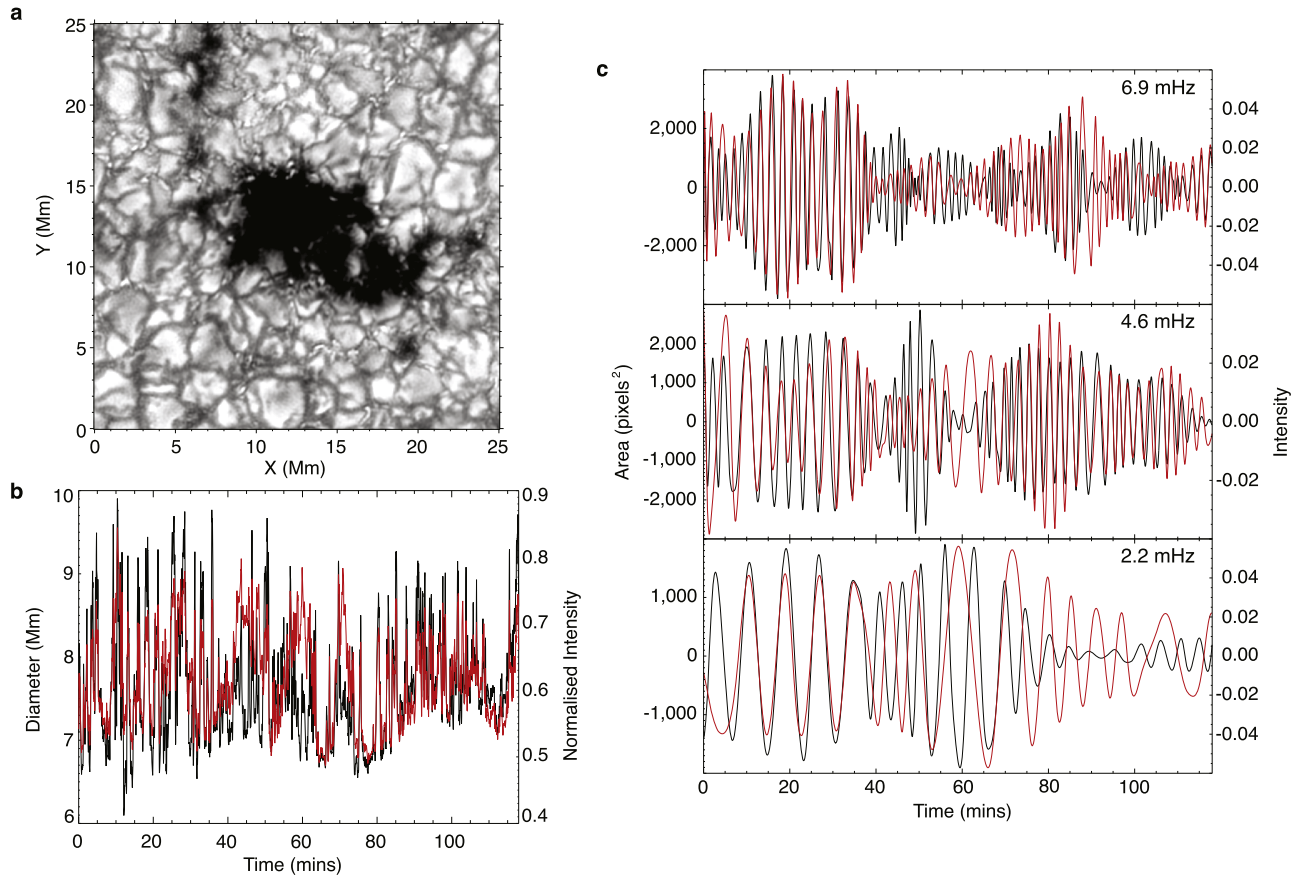 a
25
20
15
10
5
0
Y (Mm)
0 5 10 15 20 25
X (Mm)
b
10
9
8
7
6
Diameter (Mm)
0.9
0.8
0.7
0.6
0.5
0.4
Normalised Intensity
0 20 40 60 80 100
Time (mins)
c
6.9 mHz
2,000
0
-2,000
0.04
0.02
0.00
-0.02
-0.04
4.6 mHz
2,000
1,000
0
-1,000
-2,000
Area (pixels²)
0.02
0.00
-0.02
Intensity
2.2 mHz
1,000
0
-1,000
0.04
0.02
0.00
-0.02
-0.04
0 20 40 60 80 100
Time (mins)